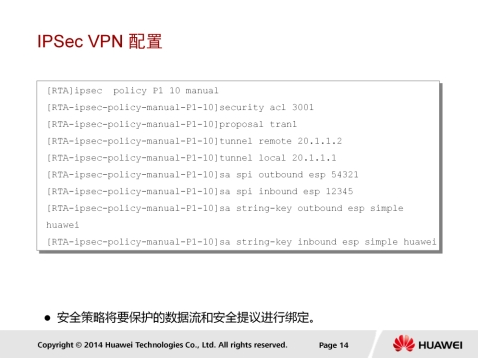 IPSec VPN 配置
[RTA]ipsec  policy P1 10 manual
[RTA-ipsec-policy-manual-P1-10]security acl 3001
[RTA-ipsec-policy-manual-P1-10]proposal tran1
[RTA-ipsec-policy-manual-P1-10]tunnel remote 20.1.1.2
[RTA-ipsec-policy-manual-P1-10]tunnel local 20.1.1.1
[RTA-ipsec-policy-manual-P1-10]sa spi outbound esp 54321
[RTA-ipsec-policy-manual-P1-10]sa spi inbound esp 12345
[RTA-ipsec-policy-manual-P1-10]sa string-key outbound esp simple
huawei
[RTA-ipsec-policy-manual-P1-10]sa string-key inbound esp simple huawei
● 安全策略将要保护的数据流和安全提议进行绑定。
Copyright © 2014 Huawei Technologies Co., Ltd. All rights reserved.
Page 14
HUAWEI